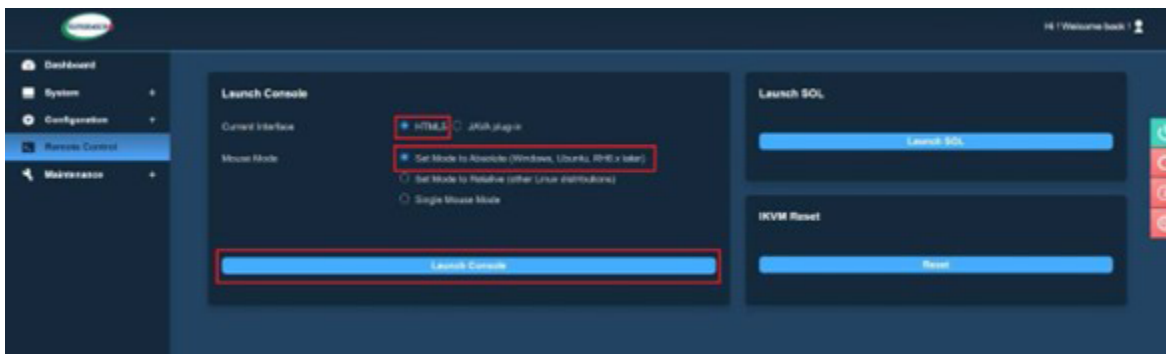 SUPERMICRO
Hi ! Welcome back !
Dashboard
System +
Configuration +
Remote Control
Maintenance +
Launch Console
Current Interface
HTML5 JAVA plug-in
Mouse Mode
Set Mode to Absolute (Windows, Ubuntu, RH6.x later)
Set Mode to Relative (other Linux distributions)
Single Mouse Mode
Launch Console
Launch SOL
Launch SOL
IKVM Reset
Reset